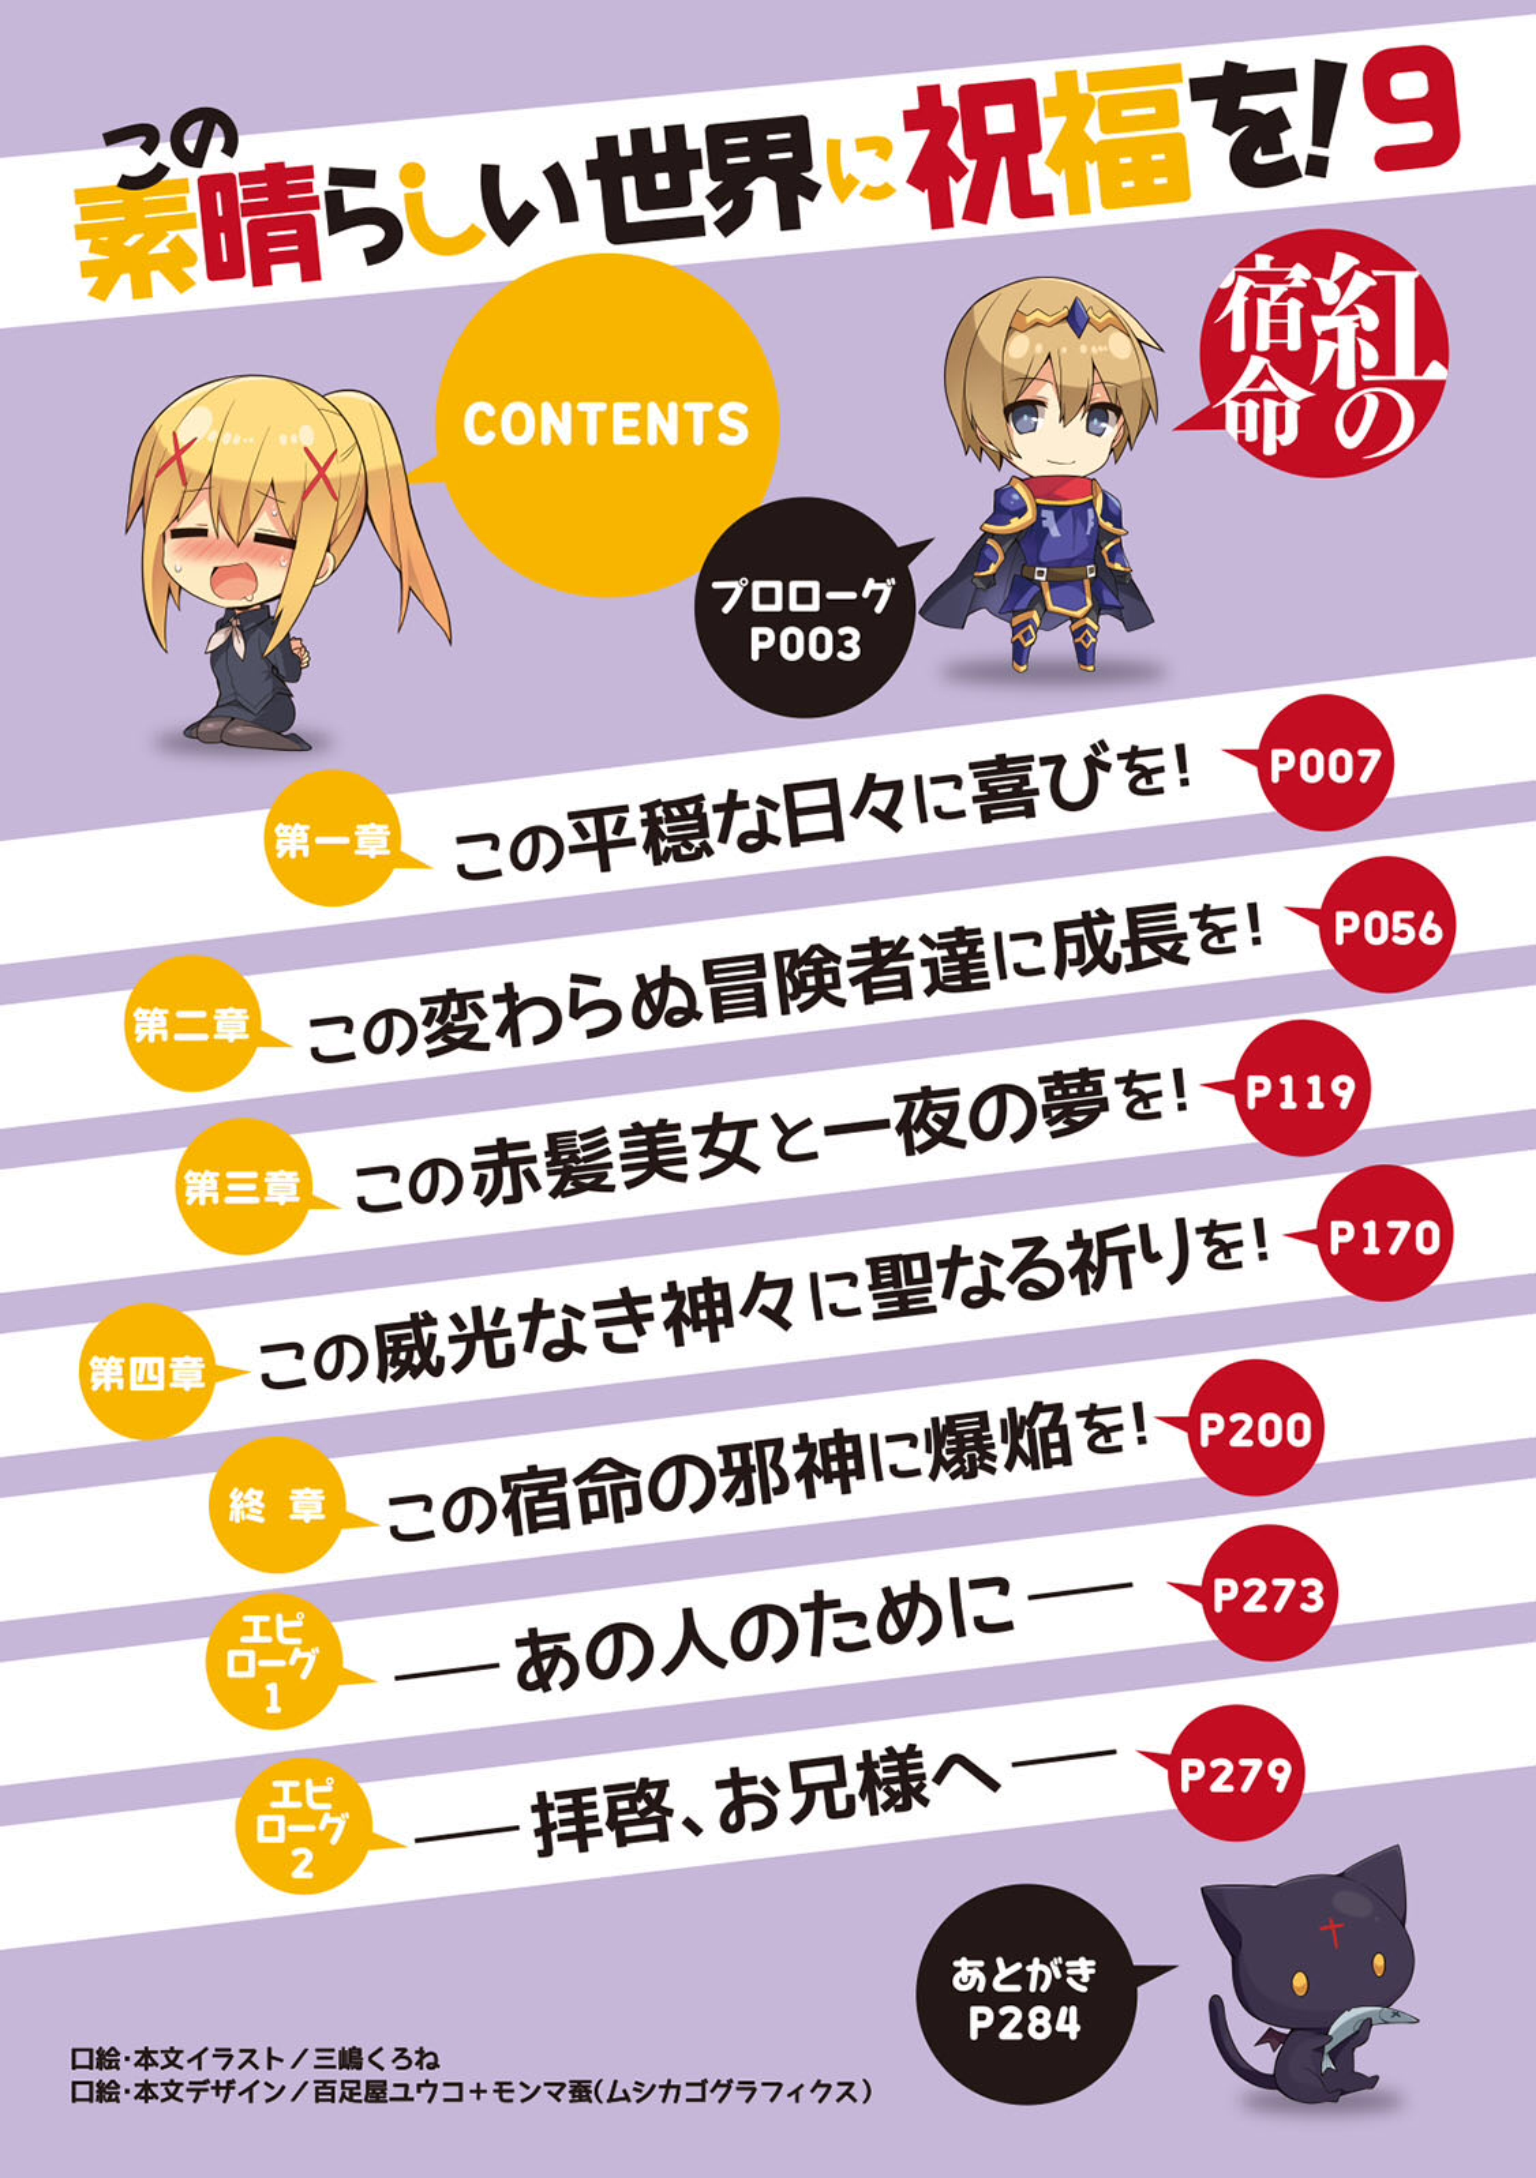 この
素晴らしい世界に祝福を!9
紅の
宿命
CONTENTS
プロローグ
P003
第一章 この平穏な日々に喜びを! P007
第二章 この変わらぬ冒険者達に成長を! P056
第三章 この赤髪美女と一夜の夢を! P119
第四章 この威光なき神々に聖なる祈りを! P170
終 章 この宿命の邪神に爆焔を! P200
エピ
ローグ
1
——あの人のために—— P273
エピ
ローグ
2
——拝啓、お兄様へ—— P279
あとがき
P284
口絵・本文イラスト/三嶋くろね
口絵・本文デザイン/百足屋ユウコ+モンマ蚕(ムシカゴグラフィクス)